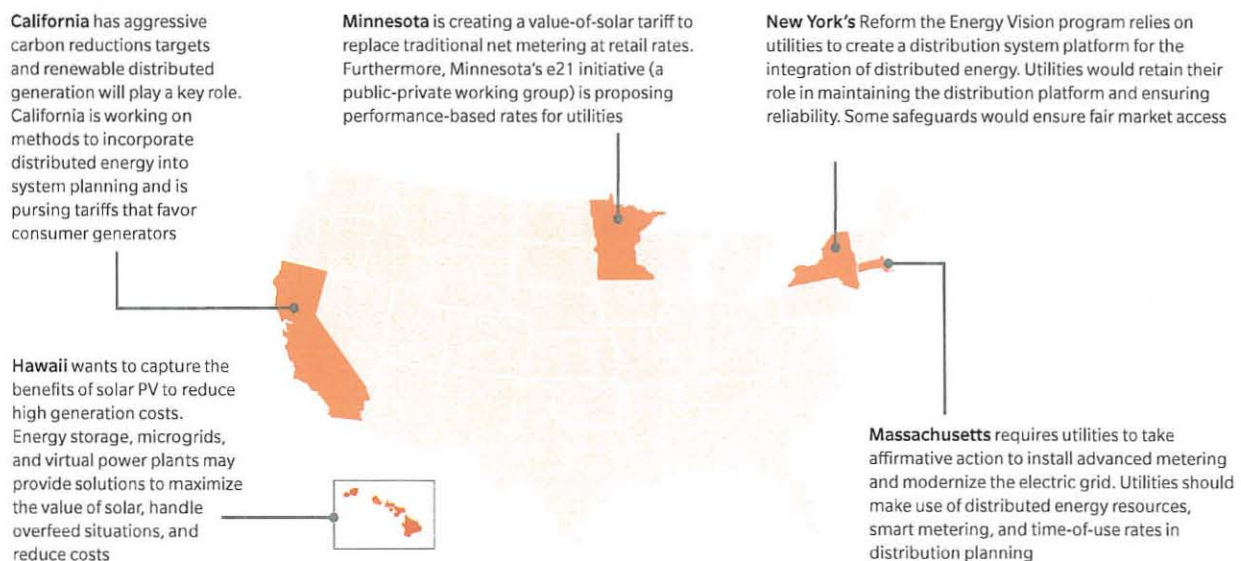 California has aggressive
carbon reductions targets
and renewable distributed
generation will play a key role.
California is working on
methods to incorporate
distributed energy into
system planning and is
pursing tariffs that favor
consumer generators
Minnesota is creating a value-of-solar tariff to
replace traditional net metering at retail rates.
Furthermore, Minnesota's e21 initiative (a
public-private working group) is proposing
performance-based rates for utilities
New York's Reform the Energy Vision program relies on
utilities to create a distribution system platform for the
integration of distributed energy. Utilities would retain their
role in maintaining the distribution platform and ensuring
reliability. Some safeguards would ensure fair market access
Hawaii wants to capture the
benefits of solar PV to reduce
high generation costs.
Energy storage, microgrids,
and virtual power plants may
provide solutions to maximize
the value of solar, handle
overfeed situations, and
reduce costs
Massachusetts requires utilities to take
affirmative action to install advanced metering
and modernize the electric grid. Utilities should
make use of distributed energy resources,
smart metering, and time-of-use rates in
distribution planning